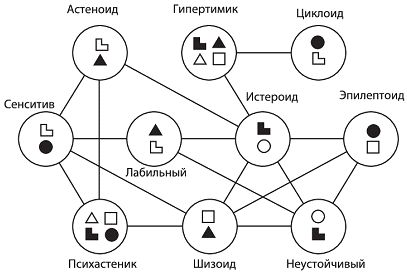 Астеноид
Гипертимик
Циклоид
Сенситив
Лабильный
Истероид
Эпилептоид
Психастеник
Шизоид
Неустойчивый